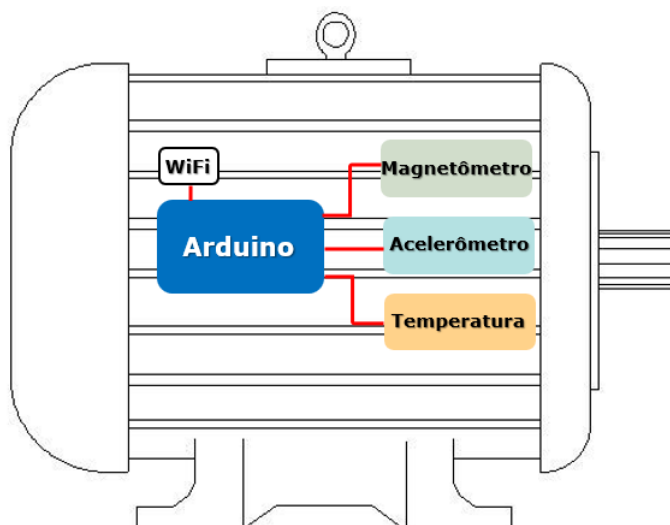 WiFi
Magnetômetro
Arduino
Acelerômetro
Temperatura